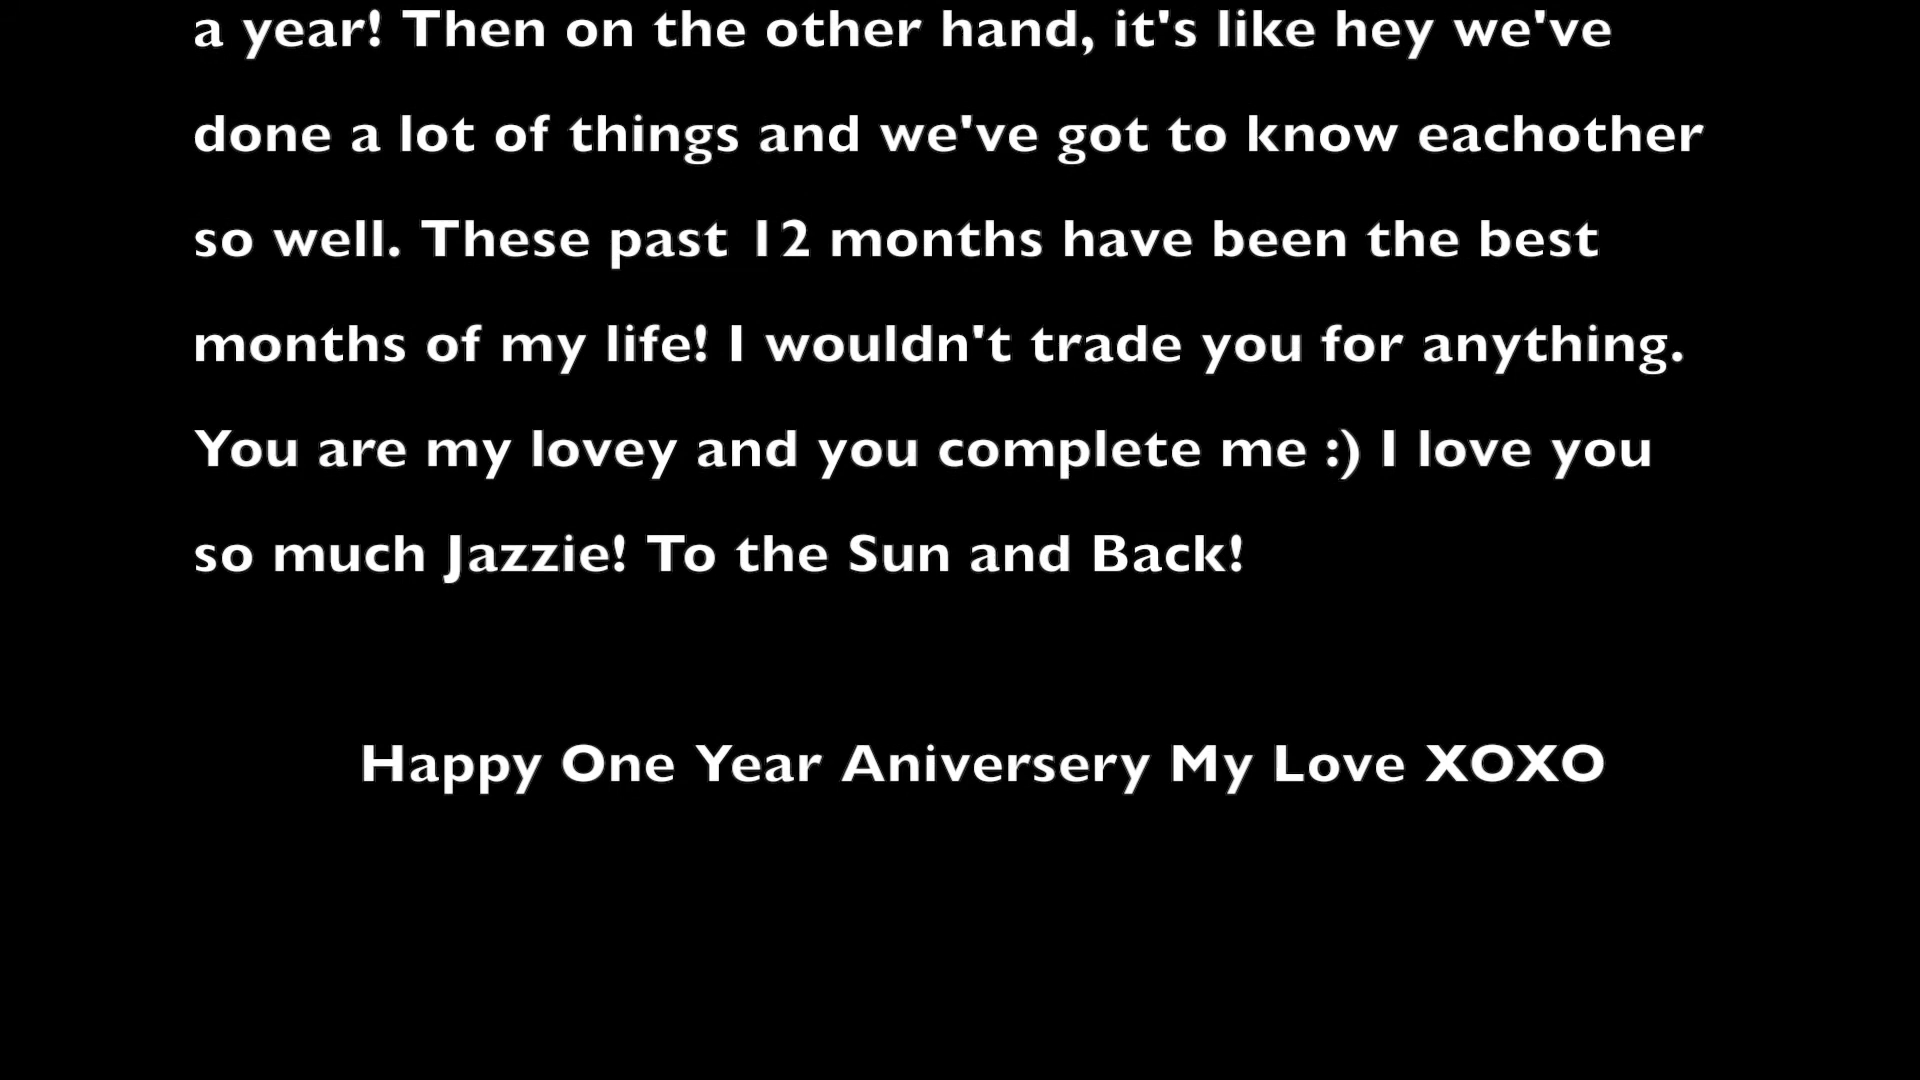 a year! Then on the other hand, it's like hey we've
done a lot of things and we've got to know eachother
so well. These past 12 months have been the best
months of my life! I wouldn't trade you for anything.
You are my lovey and you complete me :) I love you
so much Jazzie! To the Sun and Back!
Happy One Year Aniversery My Love XOXO